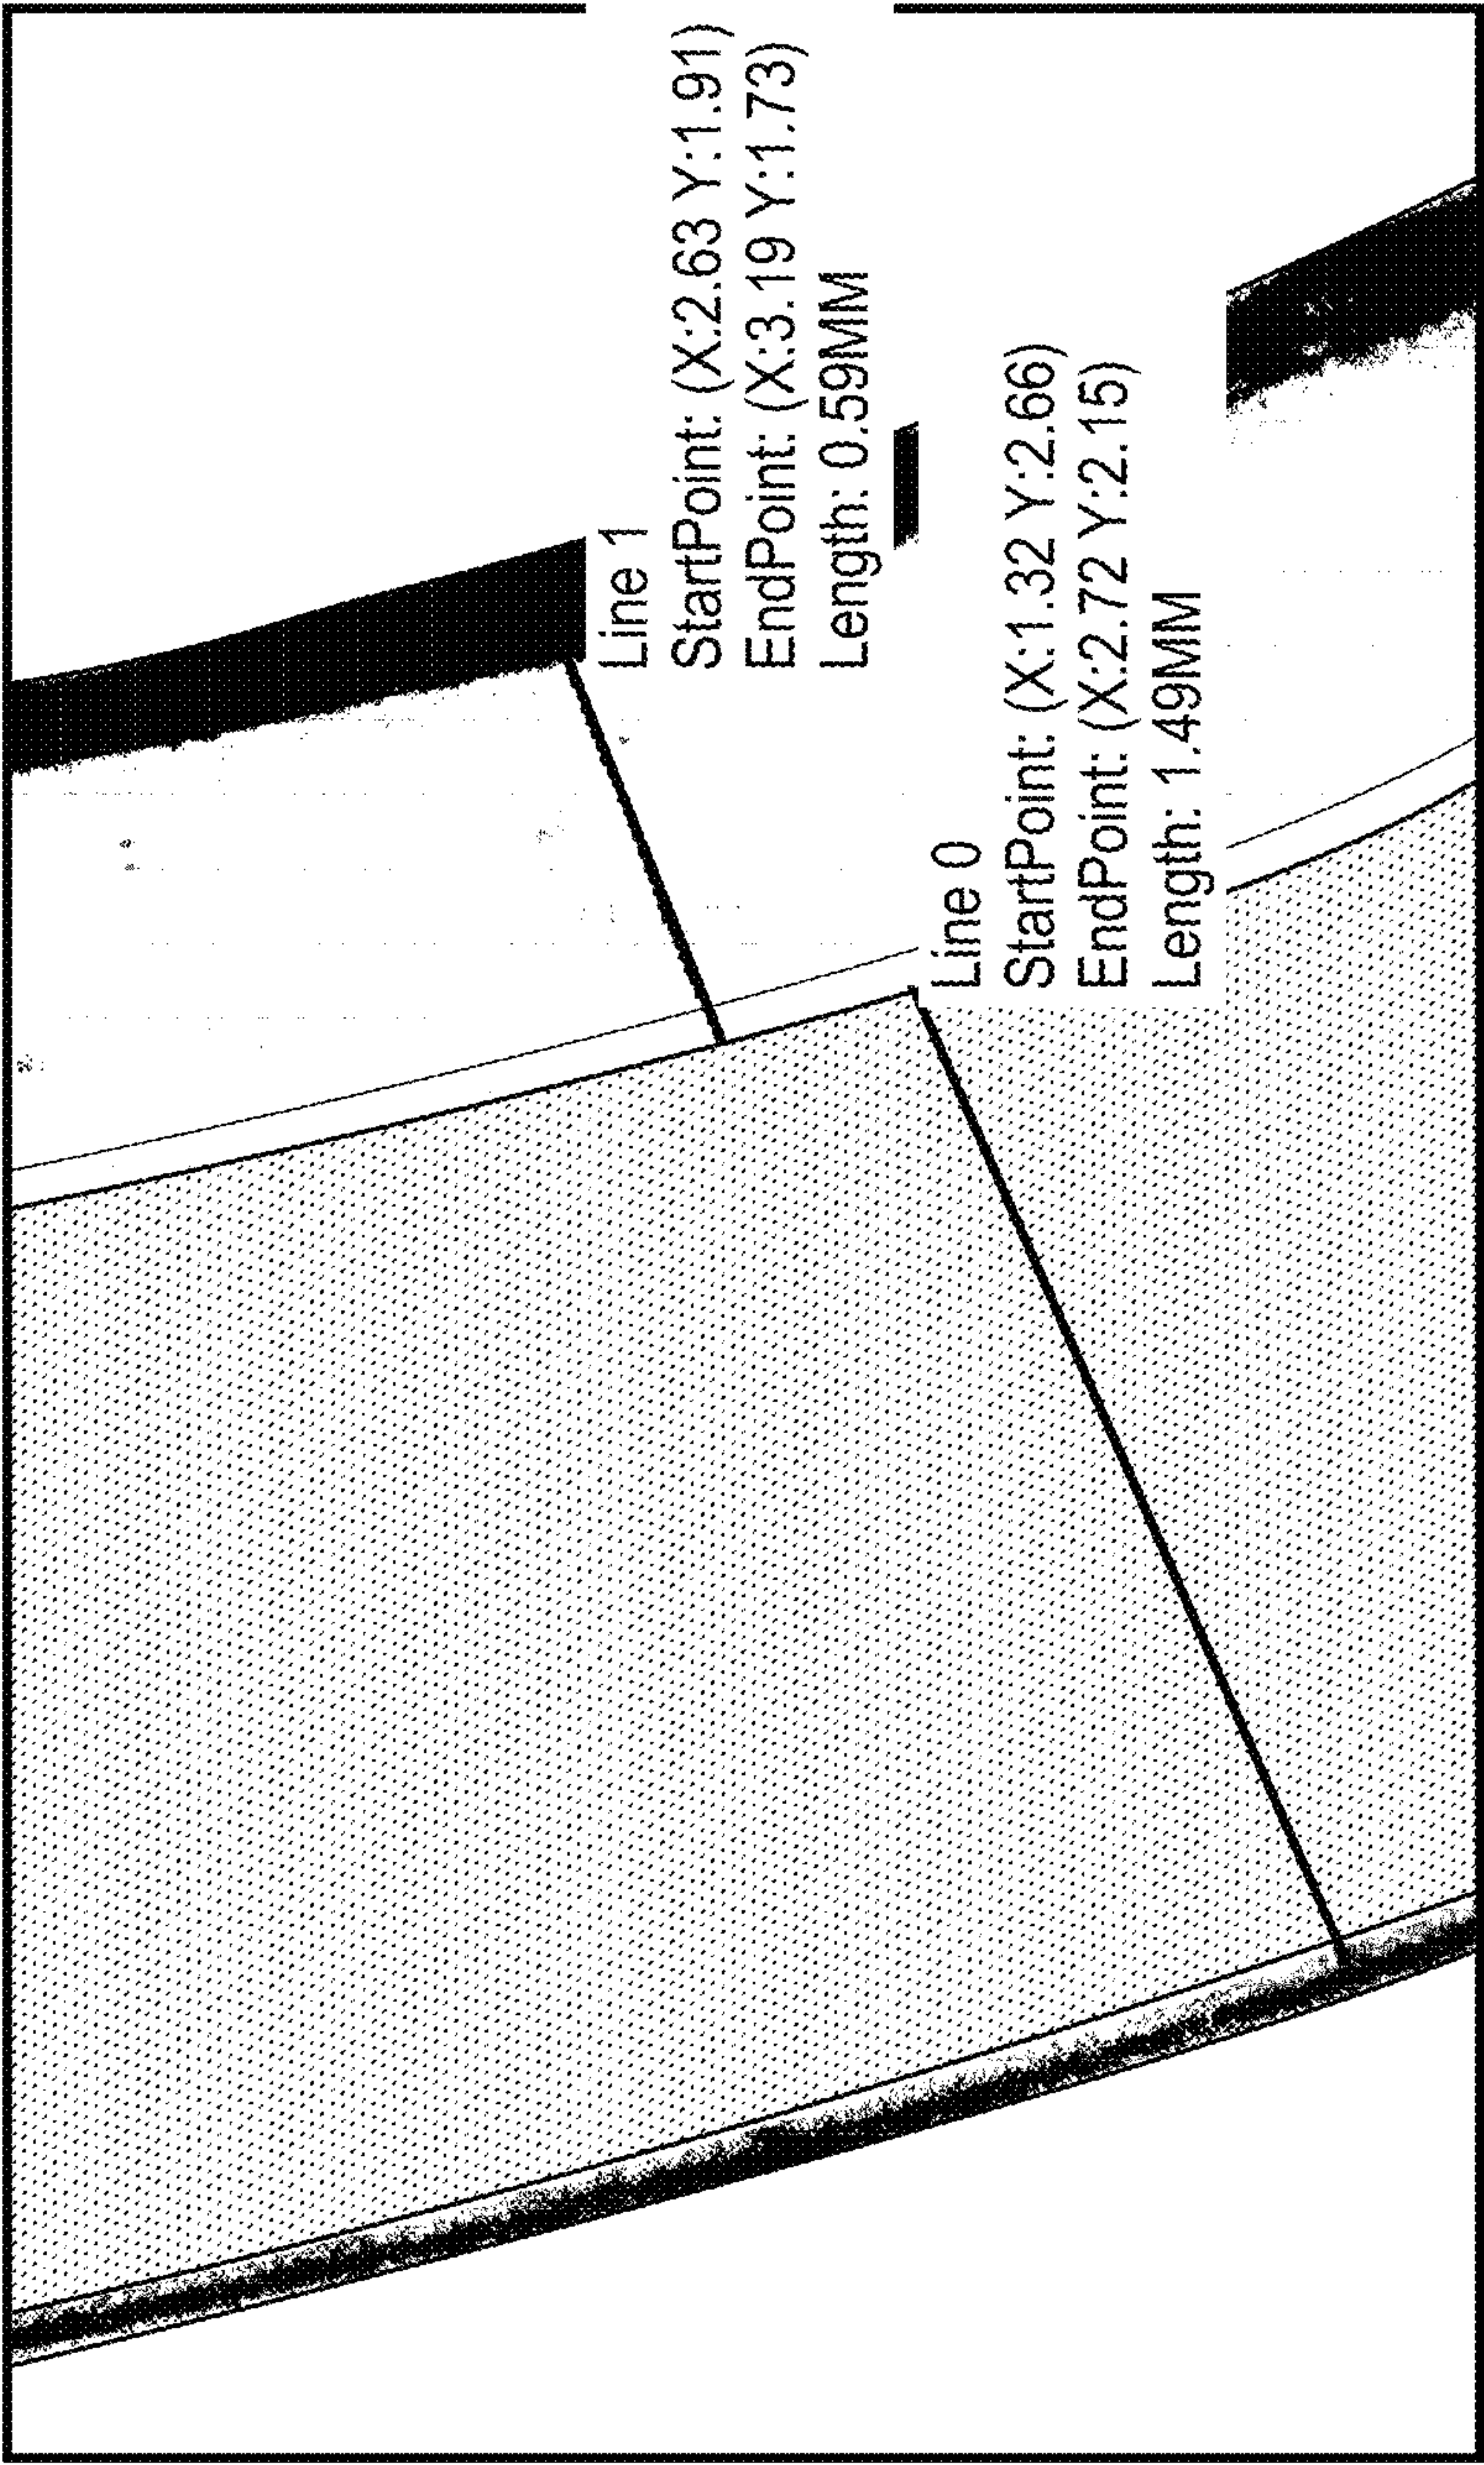 Line 1
StartPoint: (X:2.63 Y:1.91)
EndPoint: (X:3.19 Y:1.73)
Length: 0.59MM
Line 0
StartPoint: (X:1.32 Y:2.66)
EndPoint: (X:2.72 Y:2.15)
Length: 1.49MM